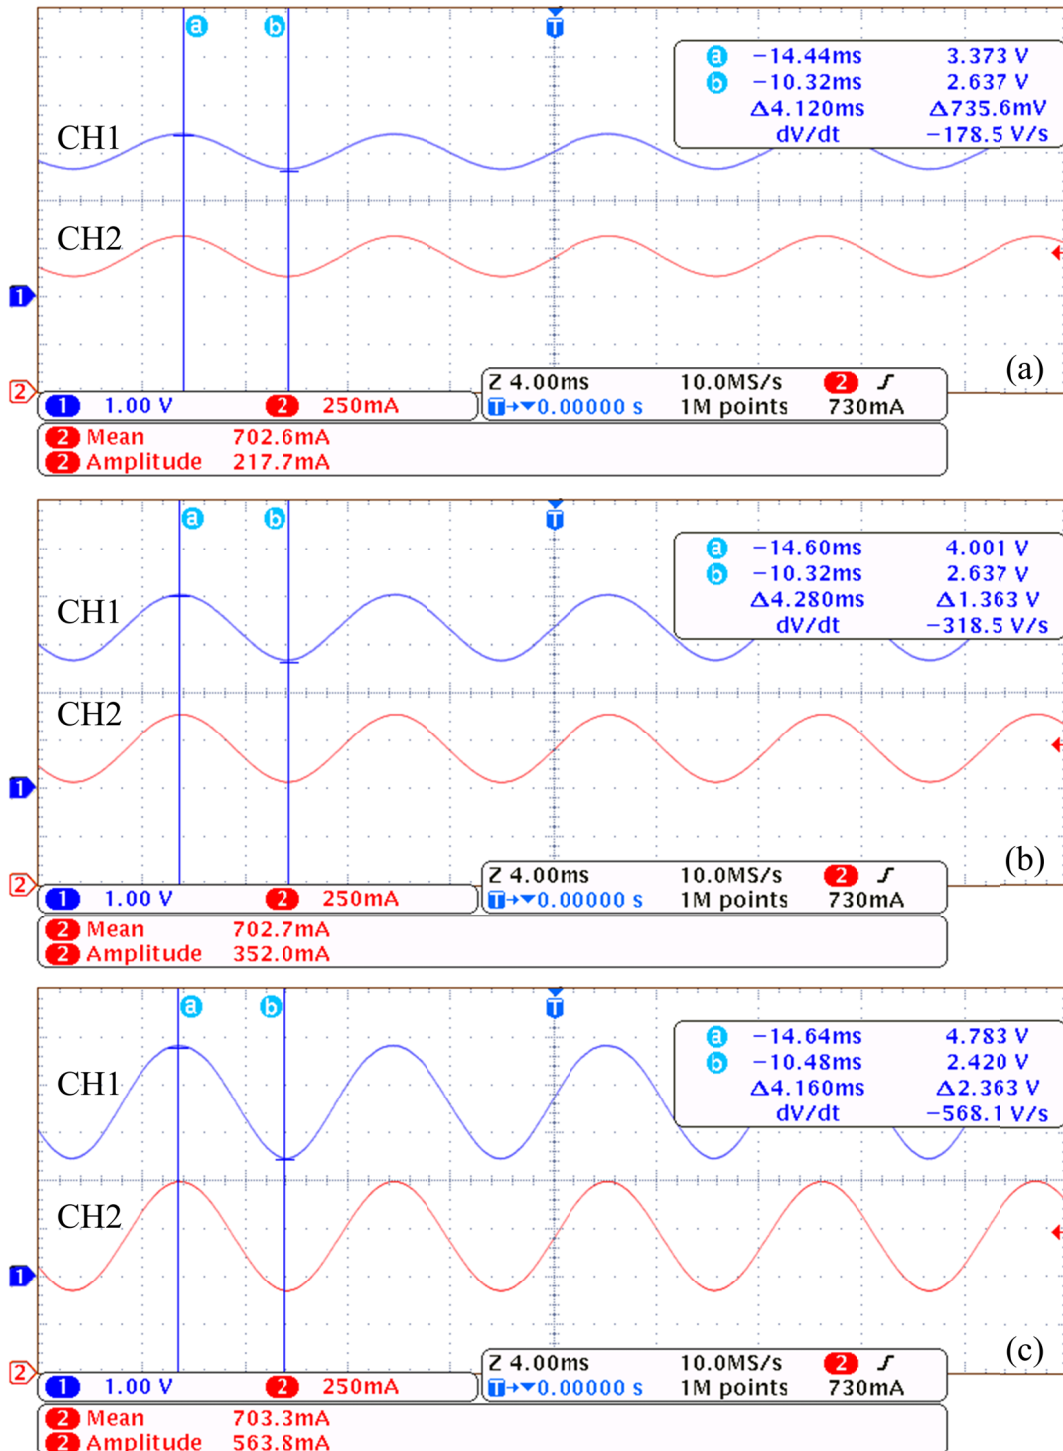 a b T
a −14.44ms 3.373 V
b −10.32ms 2.637 V
Δ4.120ms Δ735.6mV
dV/dt −178.5 V/s
CH1
CH2
1
2
(a)
1 1.00 V 2 250mA
Z 4.00ms 10.0MS/s 2
T→▼0.00000 s 1M points 730mA
2 Mean 702.6mA
2 Amplitude 217.7mA
a b T
a −14.60ms 4.001 V
b −10.32ms 2.637 V
Δ4.280ms Δ1.363 V
dV/dt −318.5 V/s
CH1
CH2
1
2
(b)
1 1.00 V 2 250mA
Z 4.00ms 10.0MS/s 2
T→▼0.00000 s 1M points 730mA
2 Mean 702.7mA
2 Amplitude 352.0mA
a b T
a −14.64ms 4.783 V
b −10.48ms 2.420 V
Δ4.160ms Δ2.363 V
dV/dt −568.1 V/s
CH1
CH2
1
2
(c)
1 1.00 V 2 250mA
Z 4.00ms 10.0MS/s 2
T→▼0.00000 s 1M points 730mA
2 Mean 703.3mA
2 Amplitude 563.8mA